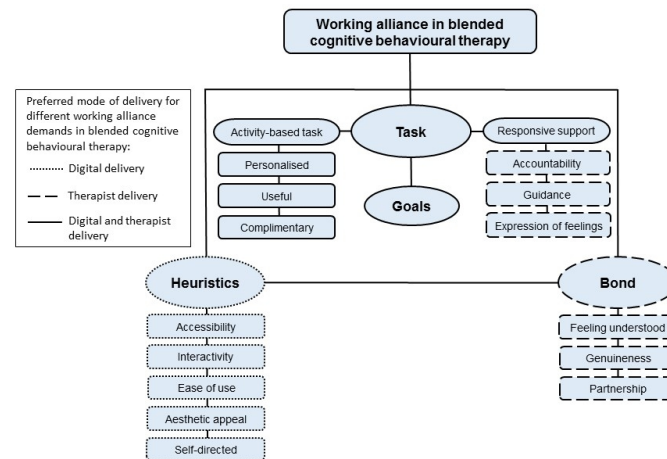 Working alliance in blended
cognitive behavioural therapy
Preferred mode of delivery for
different working alliance
demands in blended cognitive
behavioural therapy:
Digital delivery
Therapist delivery
Digital and therapist
delivery
Activity-based task
Personalised
Useful
Complimentary
Task
Goals
Responsive support
Accountability
Guidance
Expression of feelings
Heuristics
Accessibility
Interactivity
Ease of use
Aesthetic appeal
Self-directed
Bond
Feeling understood
Genuineness
Partnership